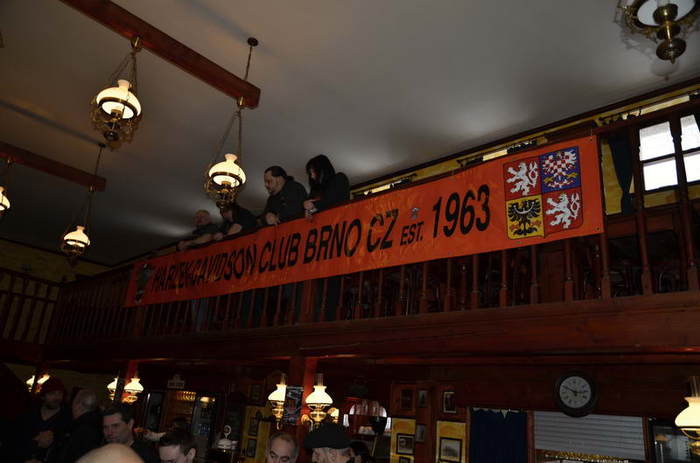 HARLEY-DAVIDSON CLUB BRNO CZ EST. 1963